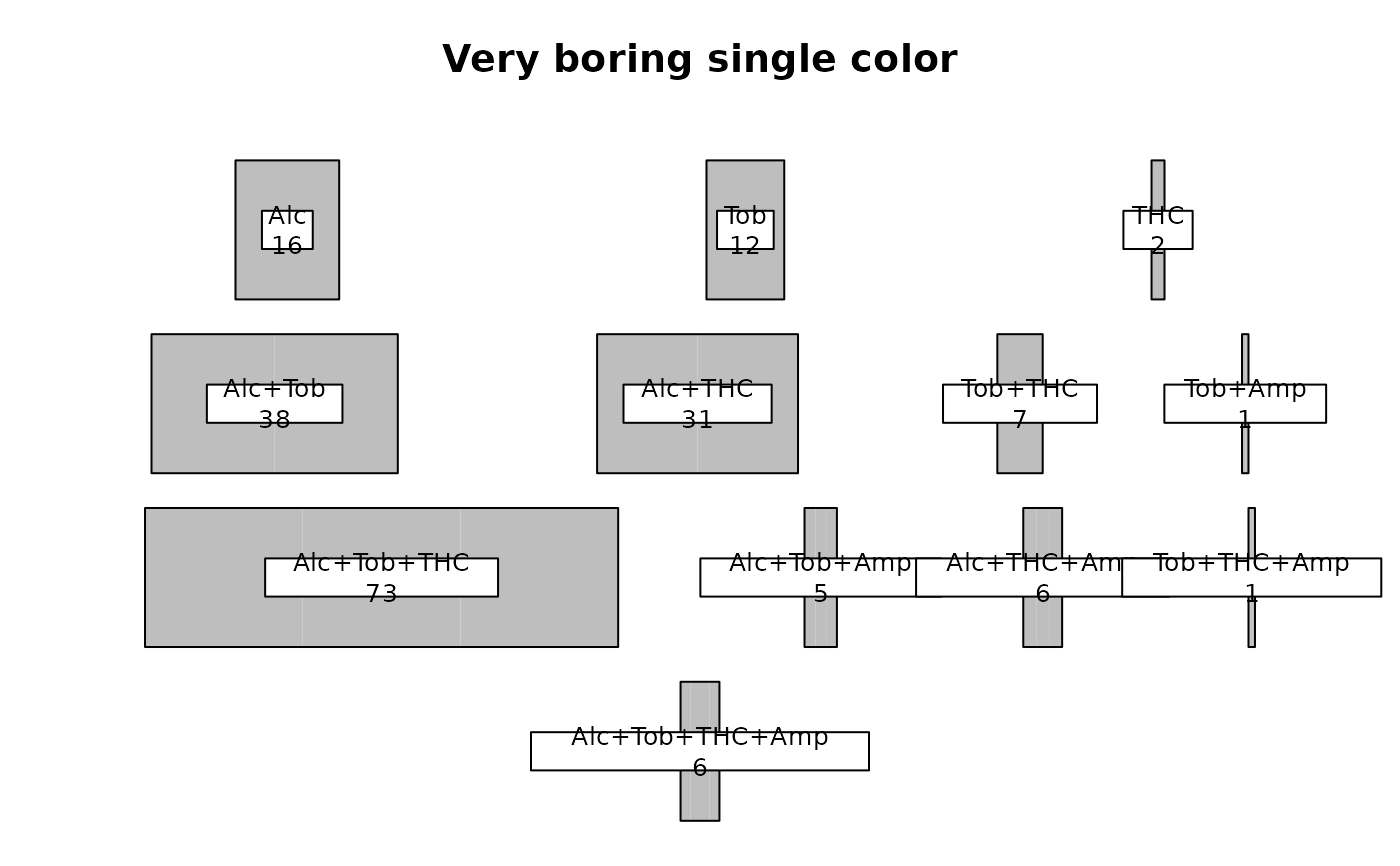 Very boring single color
Alc
16
Tob
12
THC
2
Alc+Tob
38
Alc+THC
31
Tob+THC
7
Tob+Amp
1
Alc+Tob+THC
73
Alc+Tob+Amp
5
Alc+THC+Am
6
Tob+THC+Amp
1
Alc+Tob+THC+Amp
6